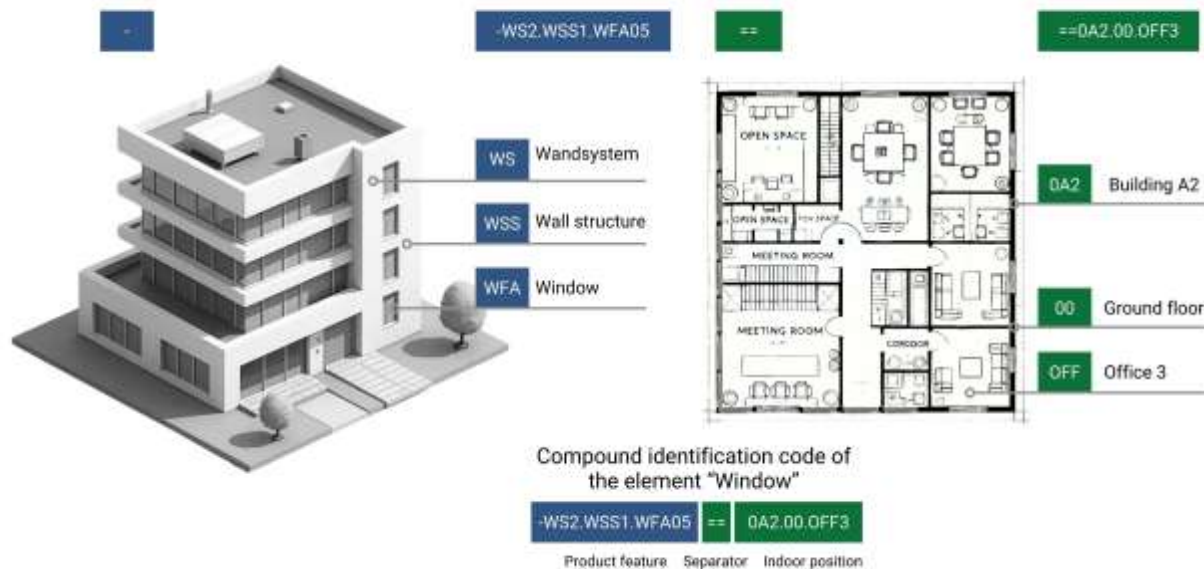 -
-WS2.WSS1.WFA05
==
==0A2.00.OFF3
WS Wandsystem
WSS Wall structure
WFA Window
OPEN SPACE
OPEN SPACE
MEETING ROOM
MEETING ROOM
CORODOR
0A2 Building A2
00 Ground floor
OFF Office 3
Compound identification code of
the element “Window”
-WS2.WSS1.WFA05 == 0A2.00.OFF3
Product feature Separator Indoor position